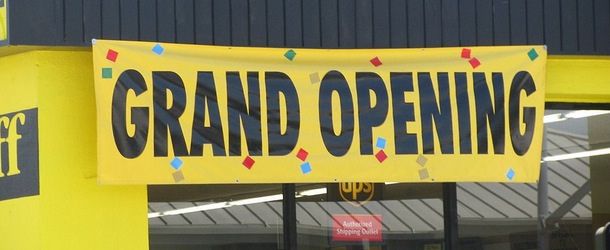 ff
GRAND OPENING
ups
Authorized
Shipping Outlet